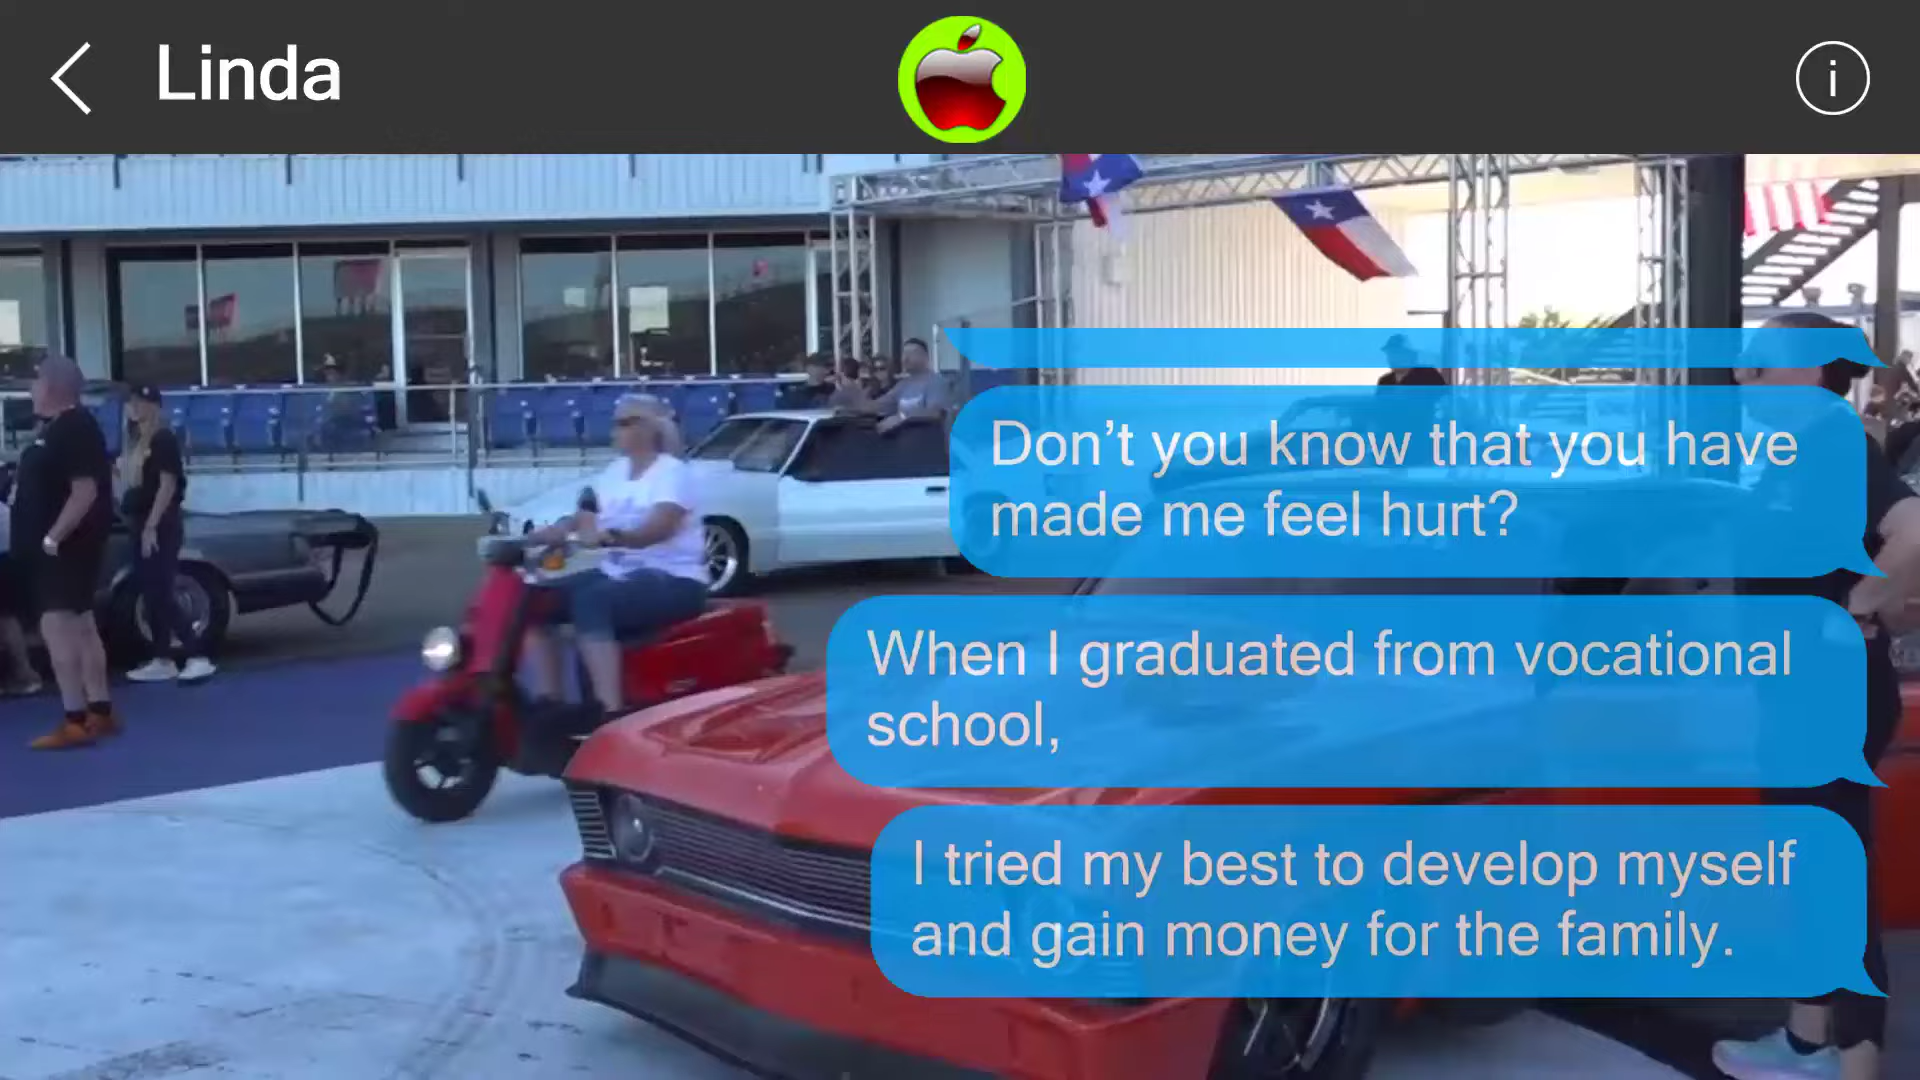 Linda
i
Don’t you know that you have
made me feel hurt?
When I graduated from vocational
school,
I tried my best to develop myself
and gain money for the family.